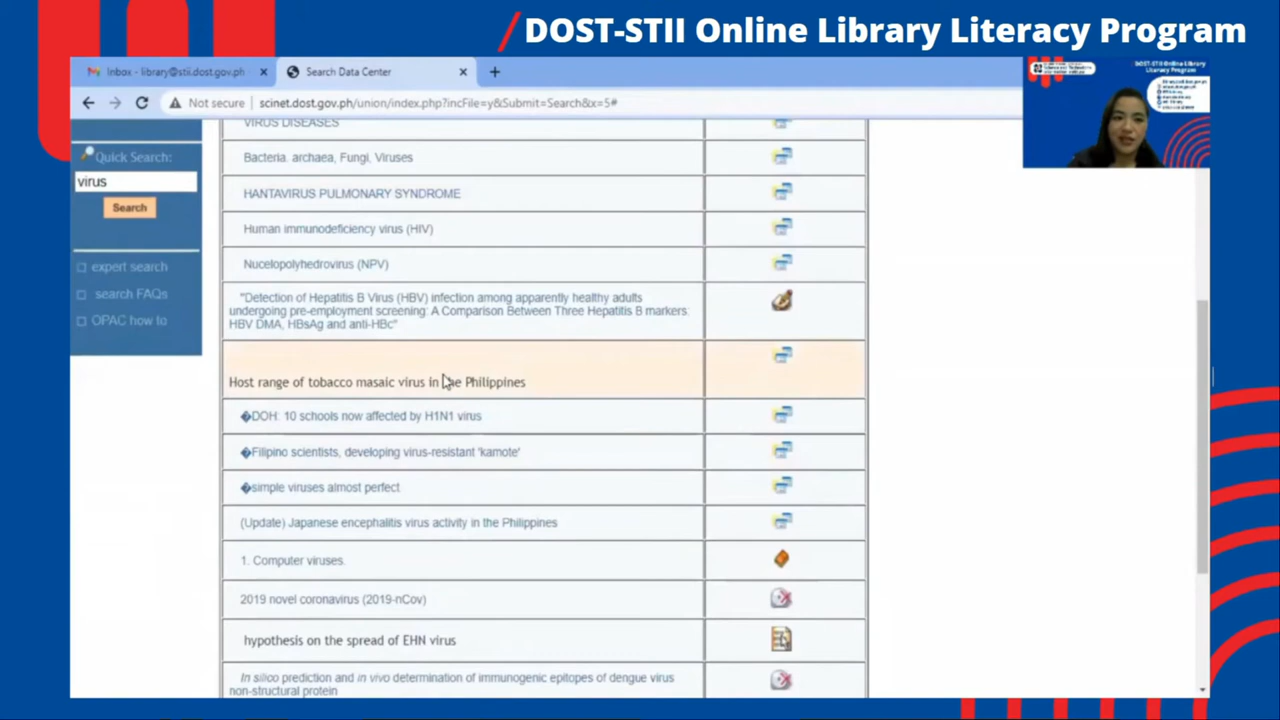 / DOST-STII Online Library Literacy Program
Inbox - library@stii.dost.gov.ph
Search Data Center
Not secure
scinet.dost.gov.ph/union/index.php?inchre=y&Submit=Search&x=5#
DOST-STII Online Library
Literacy Program
Quick Search:
virus
Search
expert search
search FAQs
OPAC how to
VIRUS DISEASES
Bacteria. archaea, Fungi, Viruses
HANTAVIRUS PULMONARY SYNDROME
Human immunodeficiency virus (HIV)
Nucelopolyhedrovirus (NPV)
"Detection of Hepatitis B Virus (HBV) infection among apparently healthy adults
undergoing pre-employment screening: A Comparison Between Three Hepatitis B markers:
HBV DMA, HBsAg and anti-HBc"
Host range of tobacco masaic virus in the Philippines
�DOH: 10 schools now affected by H1N1 virus
�Filipino scientists, developing virus-resistant 'kamote'
�simple viruses almost perfect
(Update) Japanese encephalitis virus activity in the Philippines
1. Computer viruses.
2019 novel coronavirus (2019-nCov)
hypothesis on the spread of EHN virus
In silico prediction and in vivo determination of immunogenic epitopes of dengue virus
non-structural protein